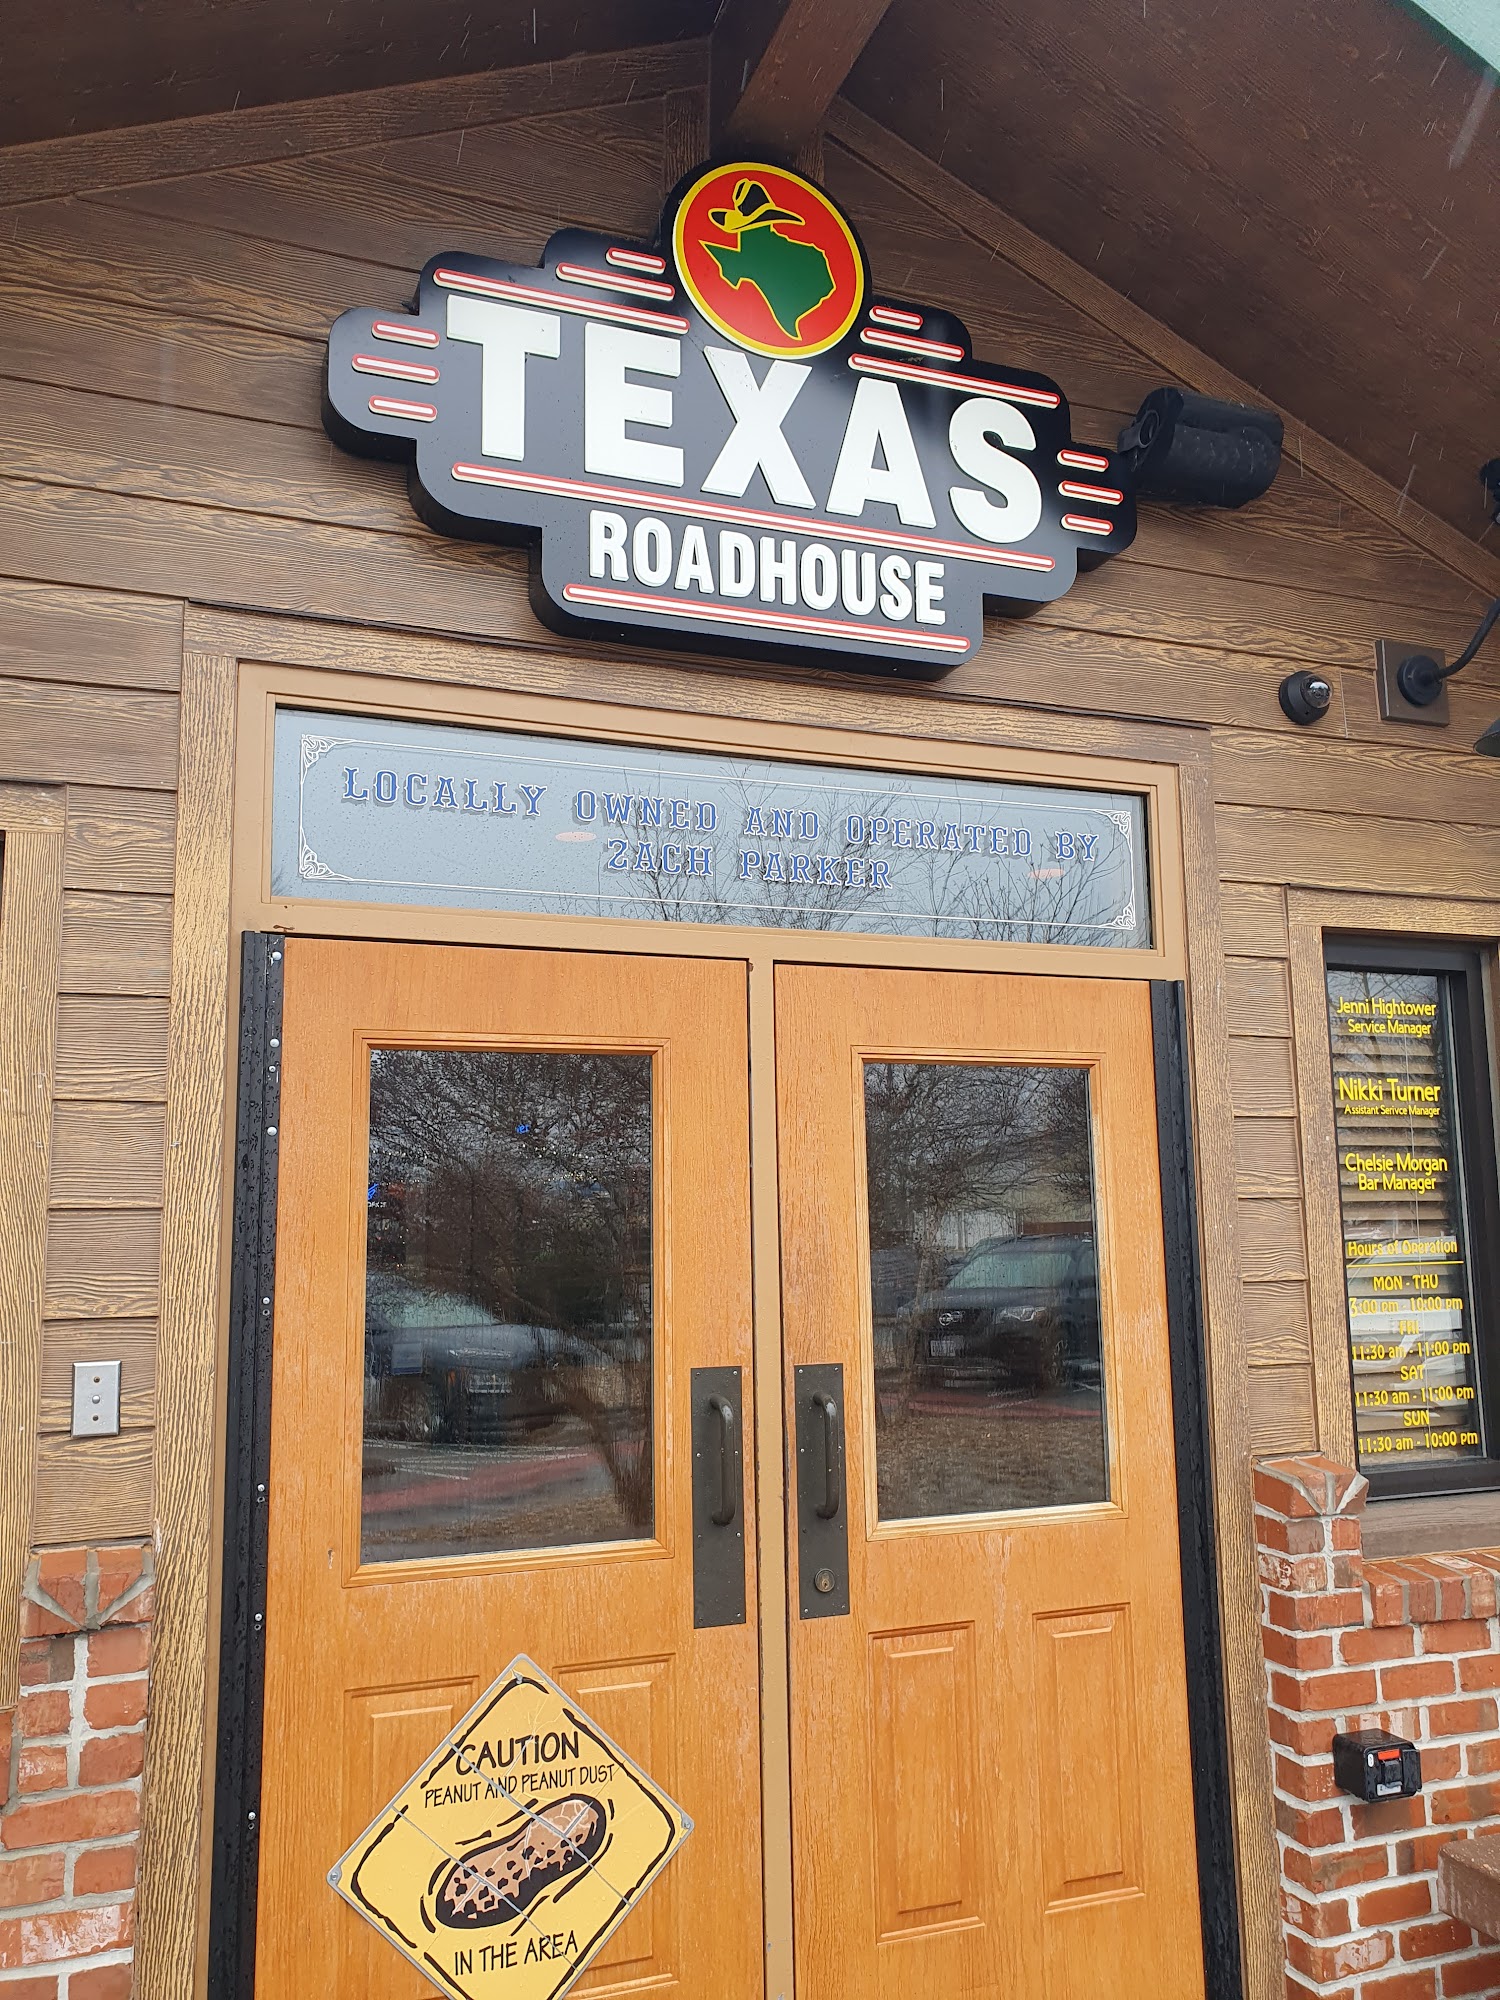 TEXAS
ROADHOUSE
LOCALLY OWNED AND OPERATED BY
ZACH PARKER
Jenni Hightower
Service Manager
Nikki Turner
Assistant Serivce Manager
Chelsie Morgan
Bar Manager
Hours of Operation
MON - THU
3:00 pm - 10:00 pm
FRI
11:30 am - 11:00 pm
SAT
11:30 am - 11:00 pm
SUN
11:30 am - 10:00 pm
CAUTION
PEANUT AND PEANUT DUST
IN THE AREA